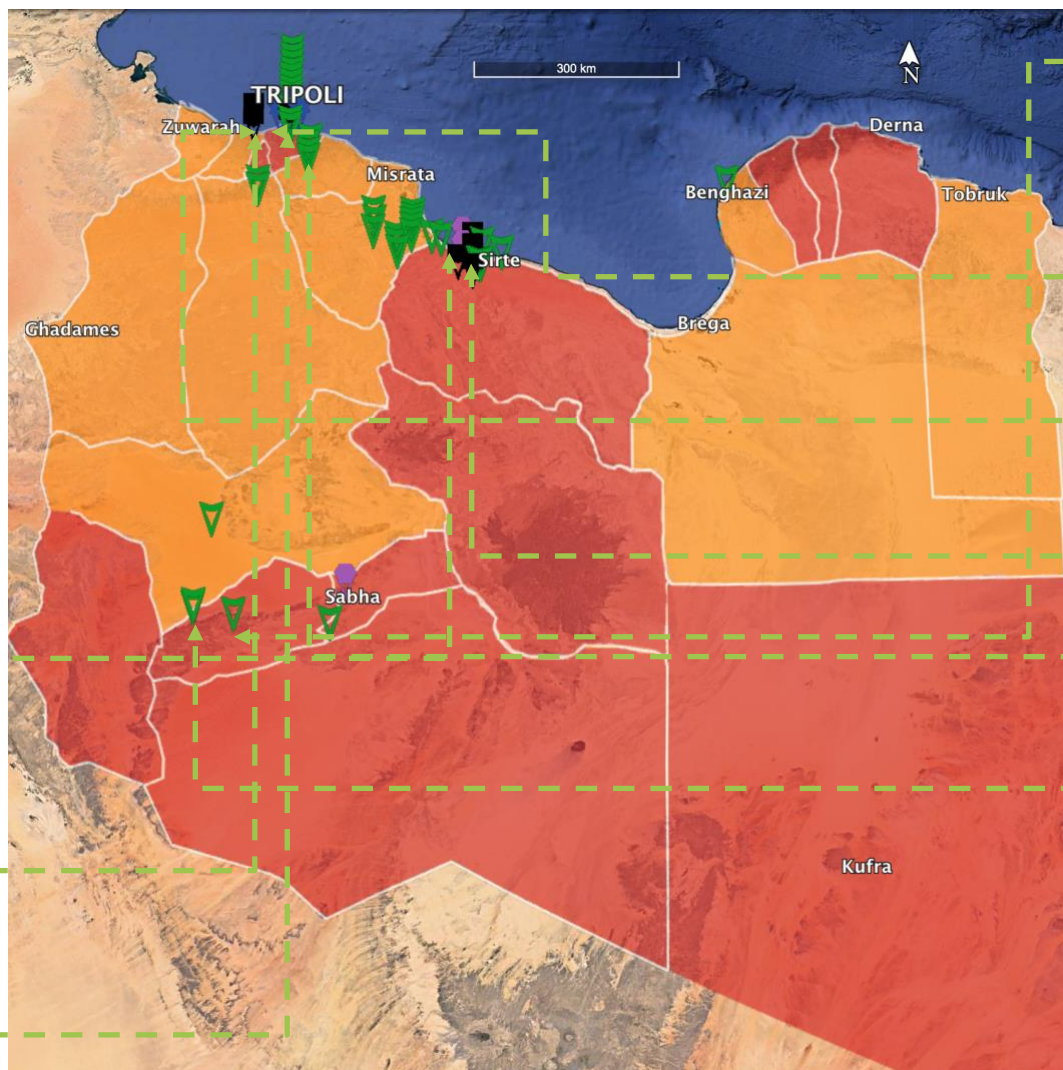 300 km
N
TRIPOLI
Zuwarah
Derna
Misrata
Benghazi
Tobruk
Sirte
Brega
Ghadames
Sabha
Kufra